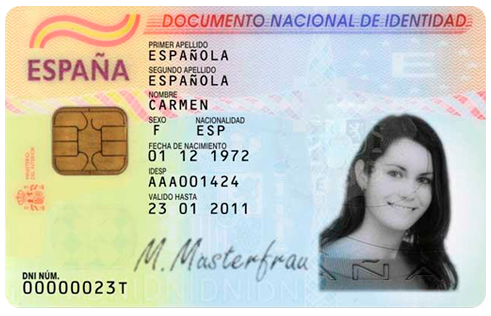 DOCUMENTO NACIONAL DE IDENTIDAD
ESPAÑA
PRIMER APELLIDO
ESPAÑOLA
SEGUNDO APELLIDO
ESPAÑOLA
NOMBRE
CARMEN
SEXO NACIONALIDAD
F ESP
FECHA DE NACIMIENTO
01 12 1972
IDESP
AAA001424
VALIDO HASTA
23 01 2011
MINISTERIO
DEL INTERIOR
M. Musterfrau
DNI NÚM.
00000023T